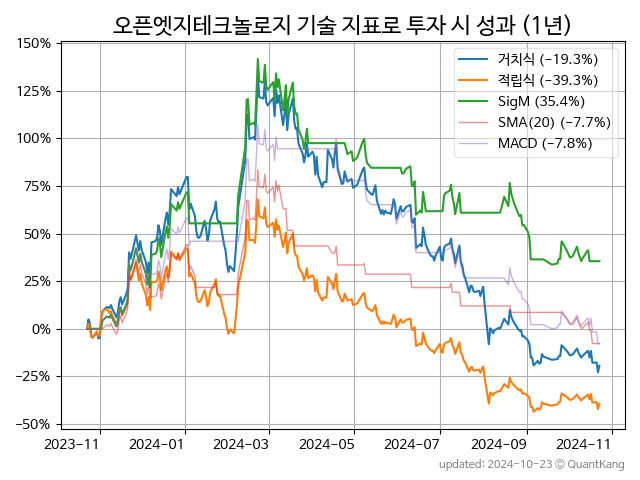 오픈엣지테크놀로지 기술 지표로 투자 시 성과 (1년)
150%
125%
100%
75%
50%
25%
0%
−25%
−50%
거치식 (−19.3%)
적립식 (−39.3%)
SigM (35.4%)
SMA(20) (−7.7%)
MACD (−7.8%)
2023-11
2024-01
2024-03
2024-05
2024-07
2024-09
2024-11
updated: 2024-10-23 © QuantKang